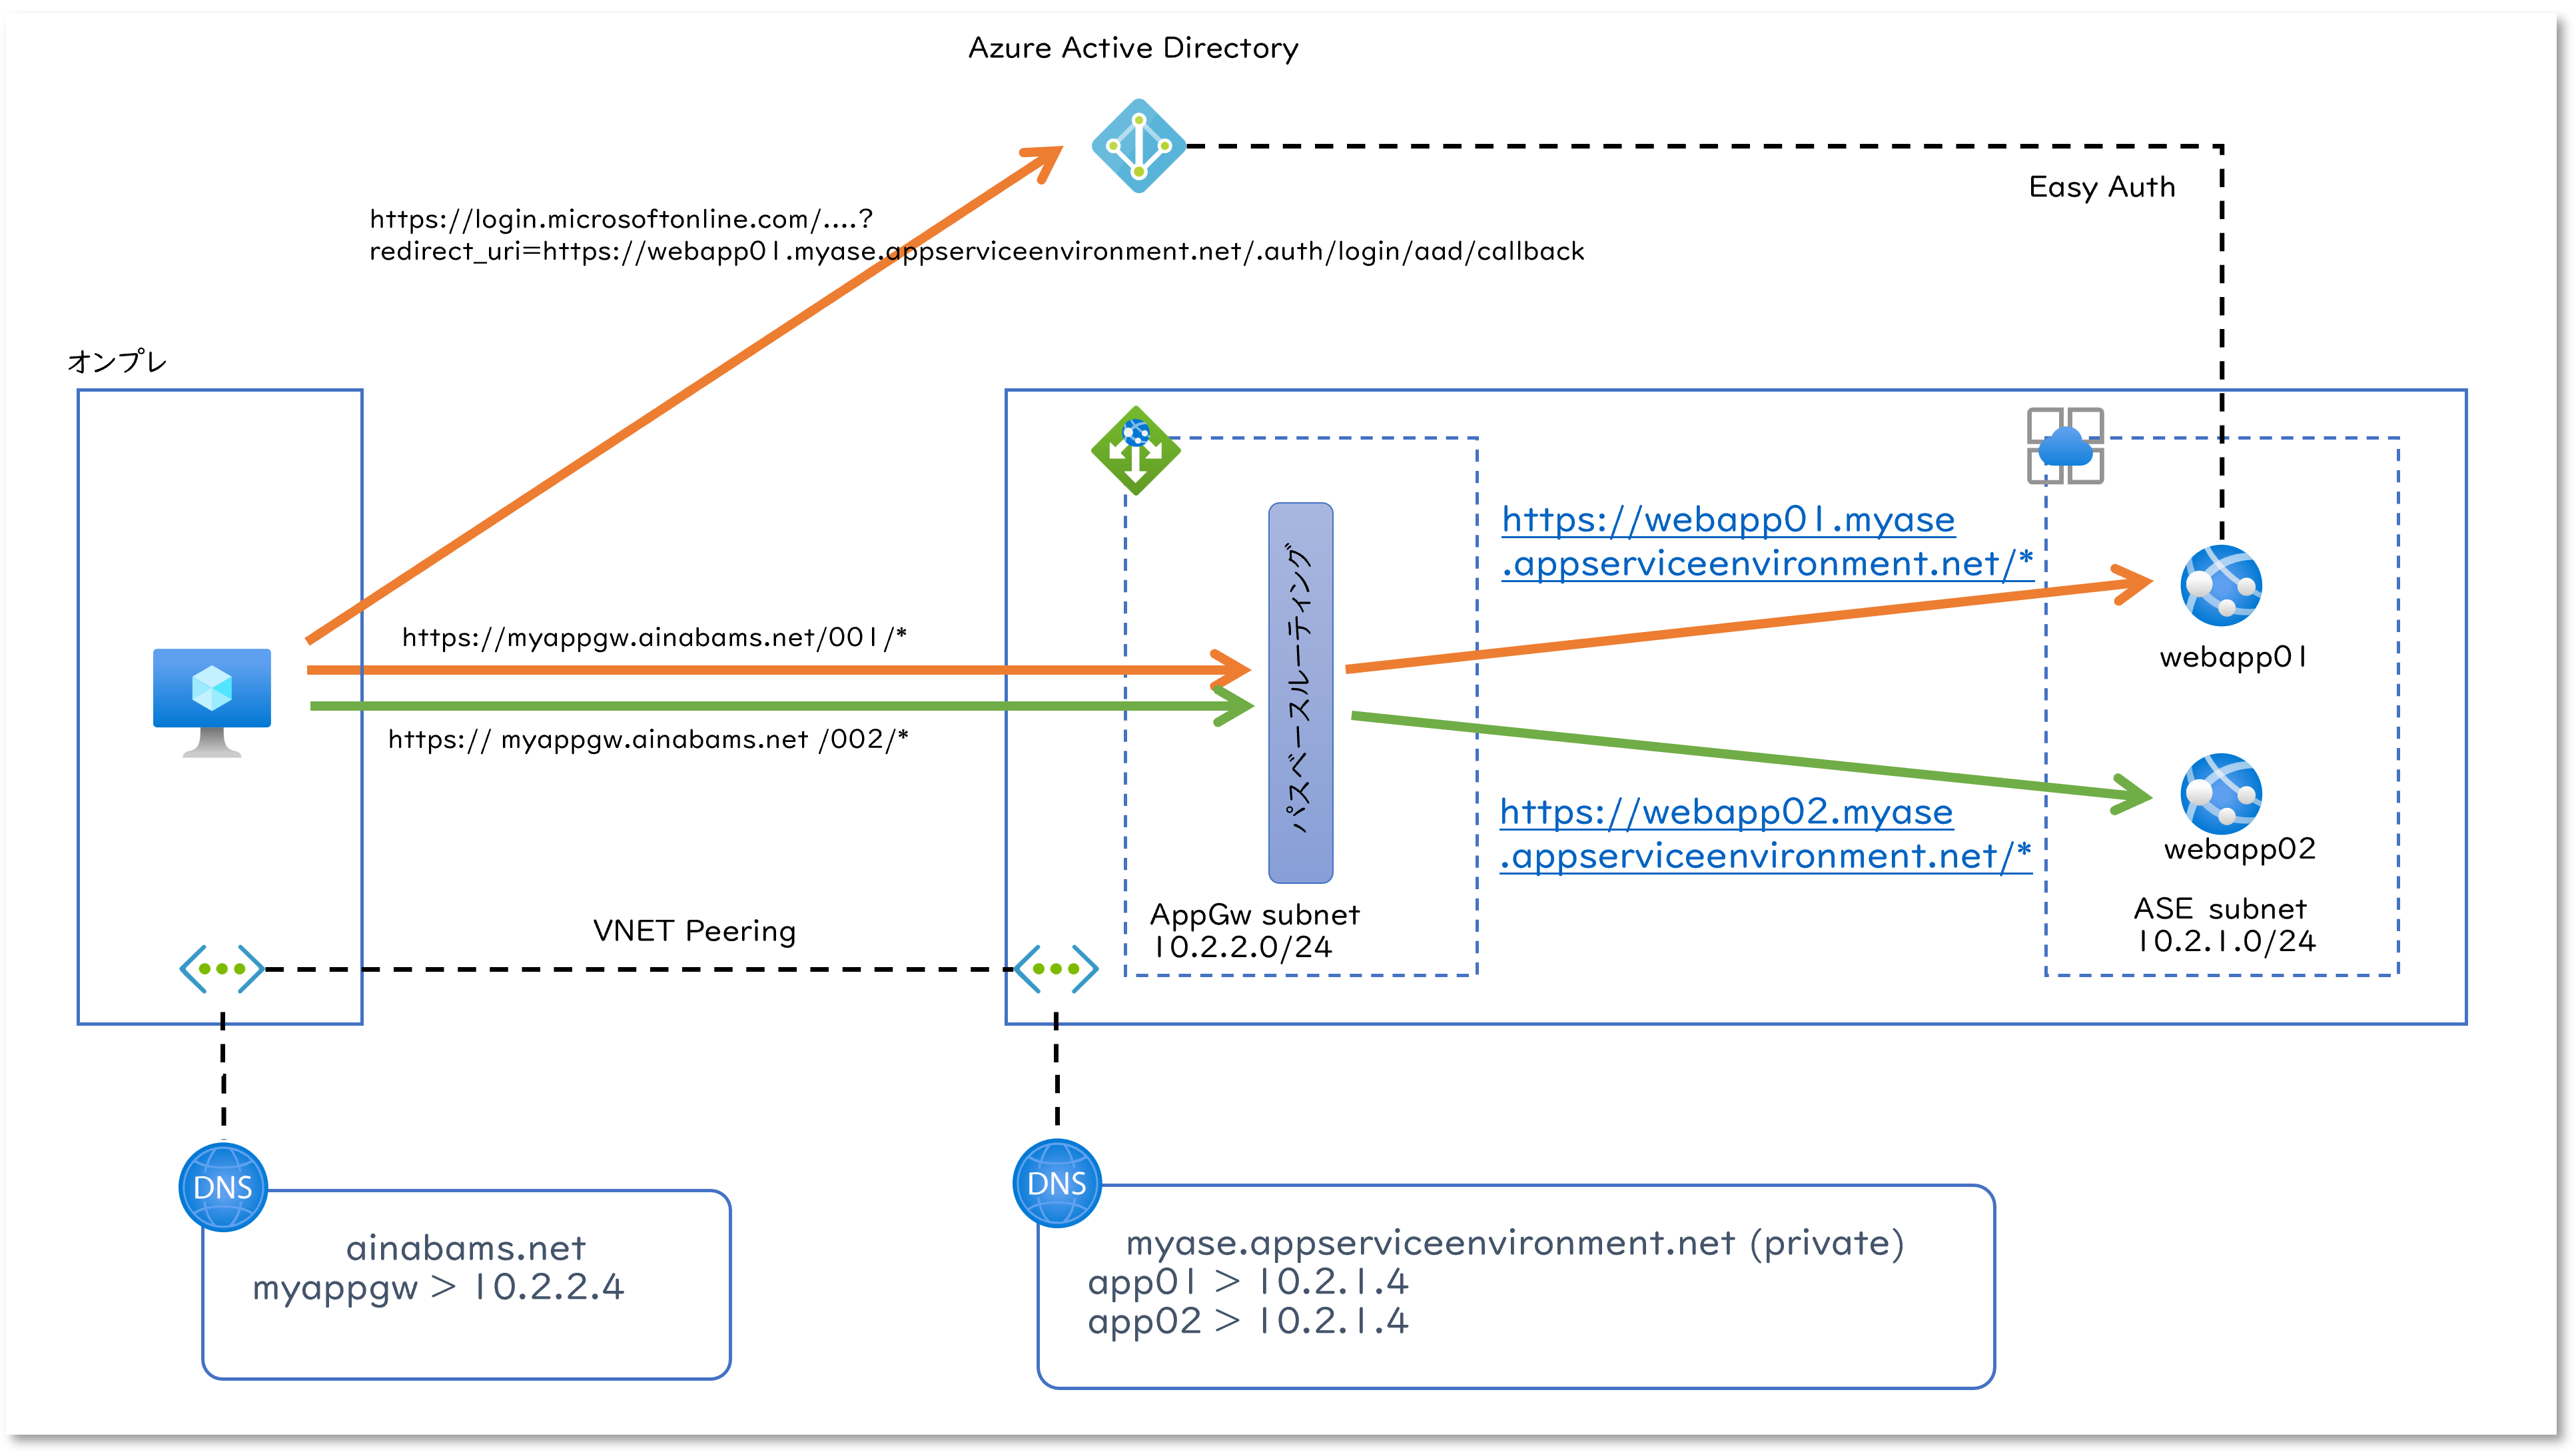 Azure Active Directory
Easy Auth
https://login.microsoftonline.com/....?
redirect_uri=https://webapp01.myase.appserviceenvironment.net/.auth/login/aad/callback
オンプレ
https://myappgw.ainabams.net/001/*
https:// myappgw.ainabams.net /002/*
パスベースルーティング
https://webapp01.myase
.appserviceenvironment.net/*
webapp01
https://webapp02.myase
.appserviceenvironment.net/*
webapp02
AppGw subnet
10.2.2.0/24
ASE subnet
10.2.1.0/24
VNET Peering
DNS
ainabams.net
myappgw > 10.2.2.4
DNS
myase.appserviceenvironment.net (private)
app01 > 10.2.1.4
app02 > 10.2.1.4